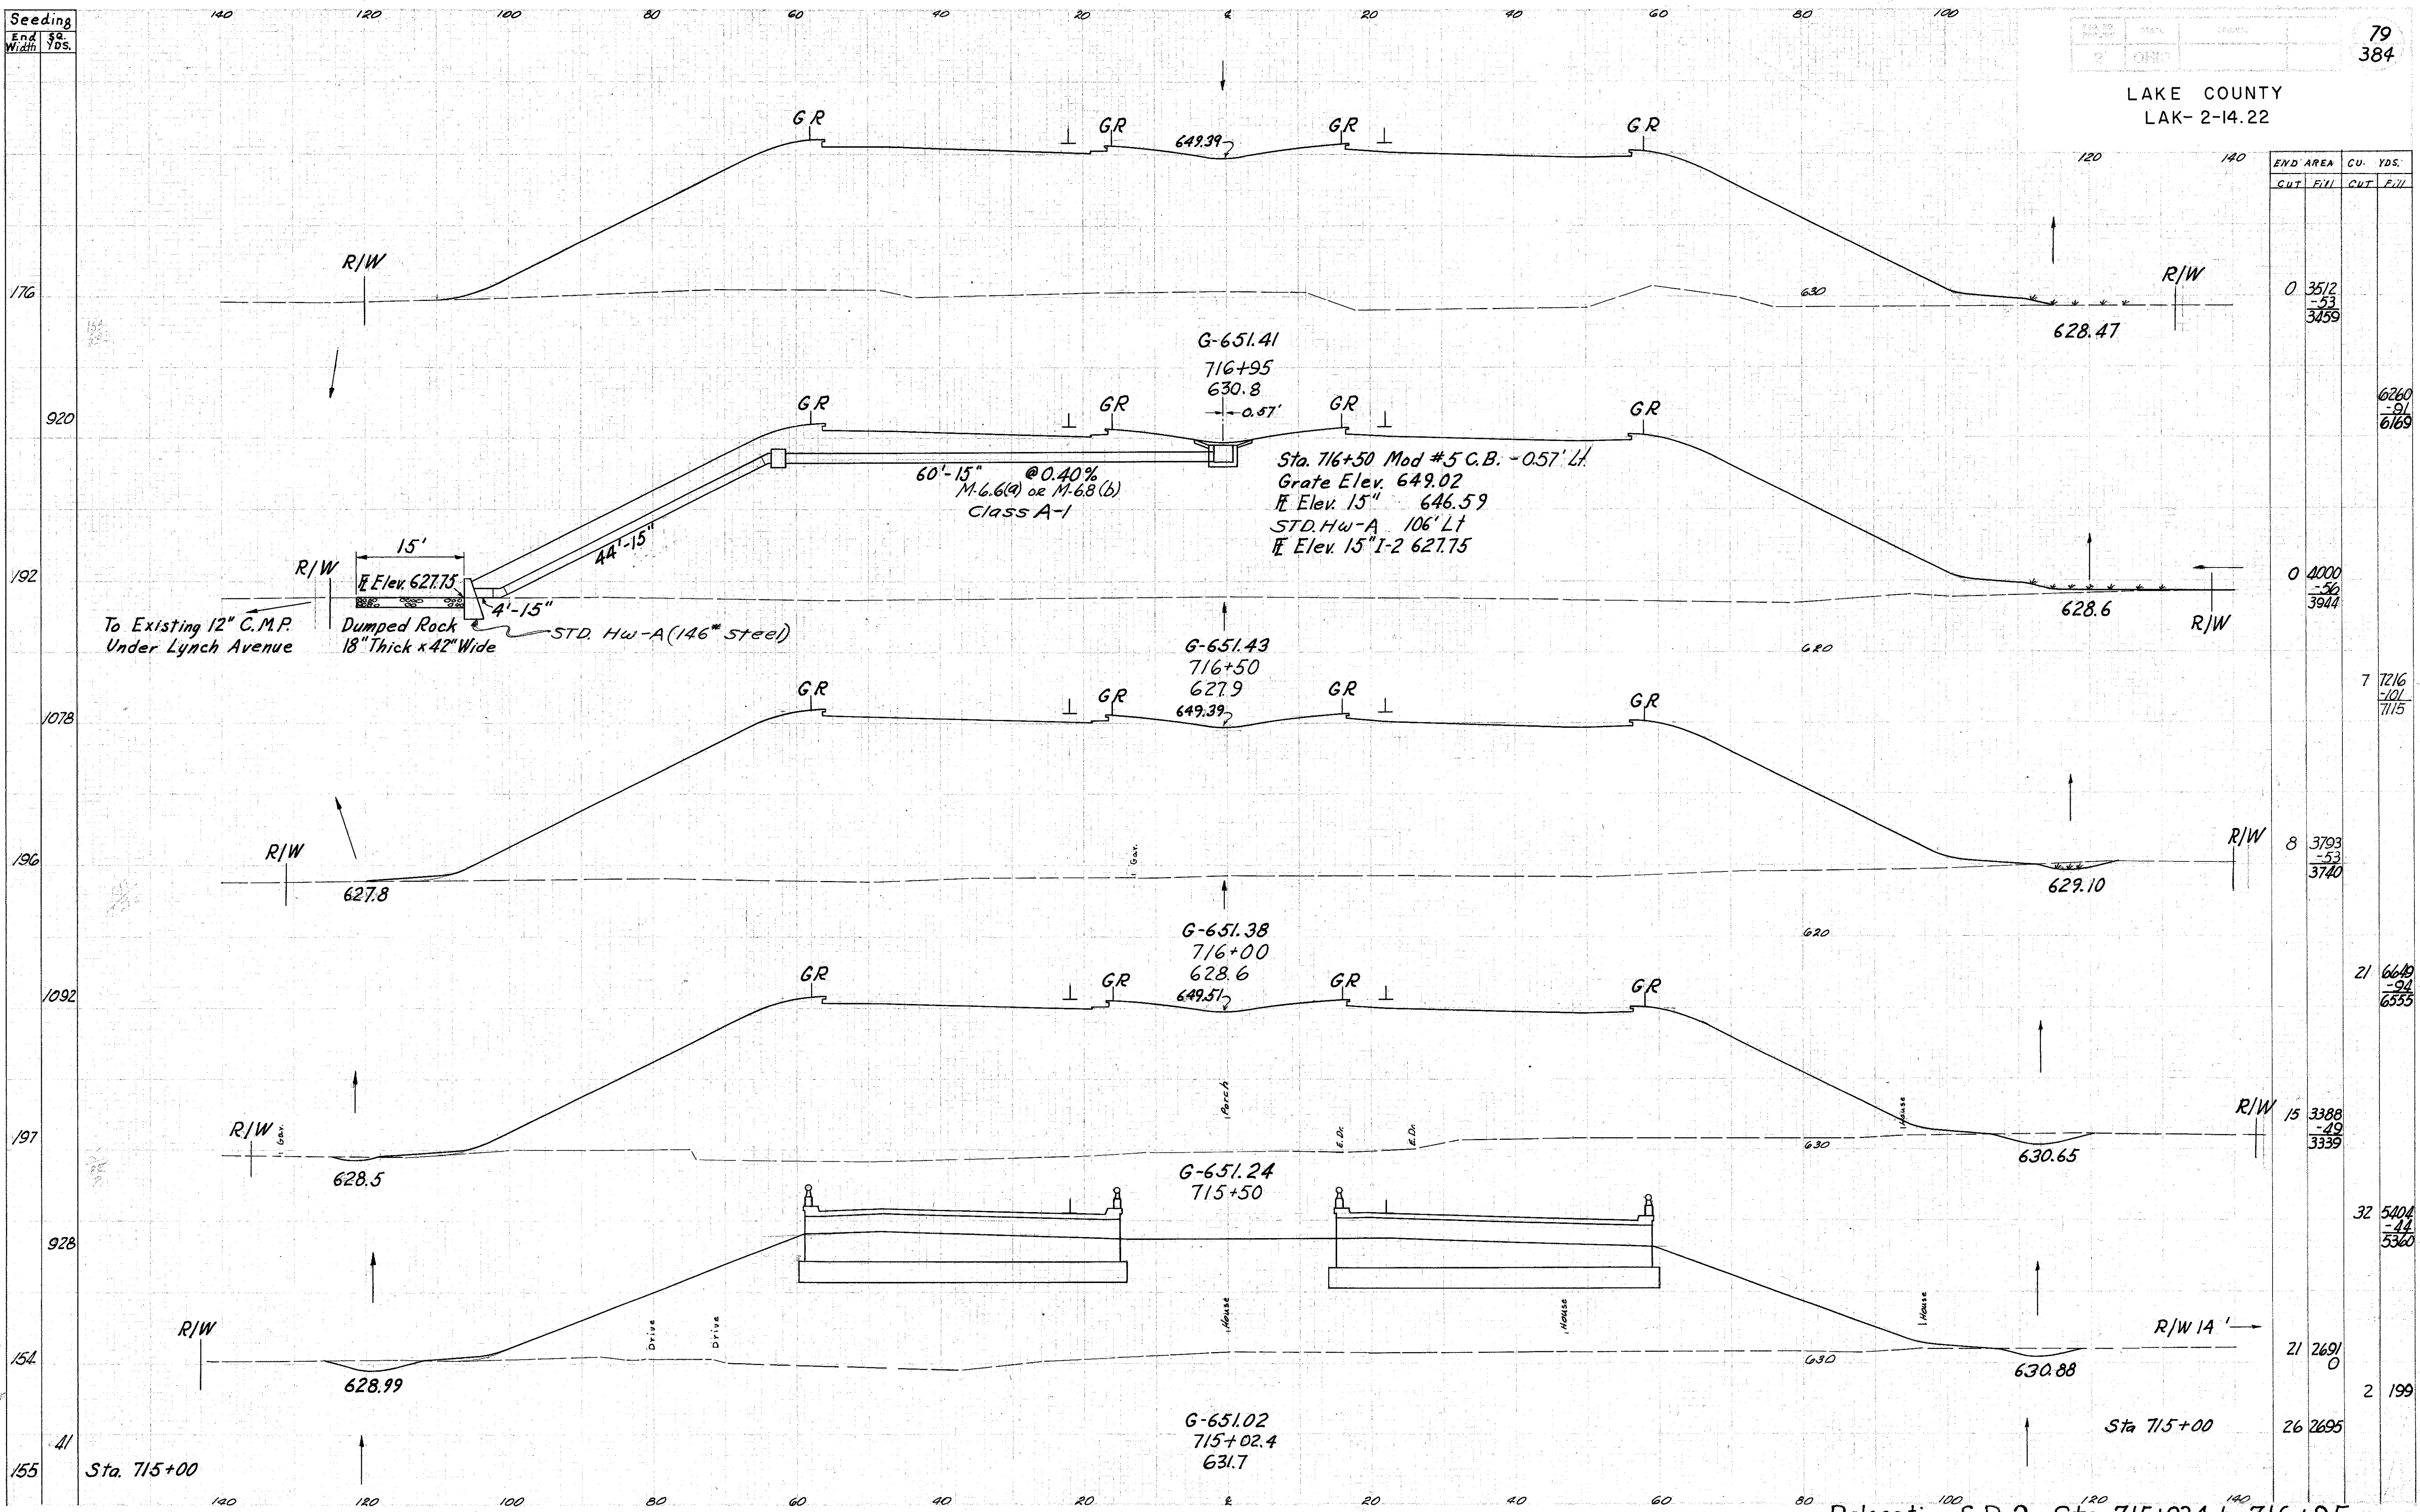 Seeding
End Width SQ. YDS.
140 120 100 80 60 40 20 ℄ 20 40 60 80 100
79
384
LAKE COUNTY
LAK-2-14.22
120 140
END AREA CU. YDS.
Cut Fill Cut Fill
GR GR 649.39 GR GR
R/W R/W
176 630 0 3512
-53
3459
628.47
G-651.41
716+95
630.8
920 6260
-91
6169
GR GR 0.57' GR GR
60'-15" @0.40%
M-6.6(a) or M-6.8(b)
Class A-1
Sta. 716+50 Mod #5 C.B. - 0.57' Lt.
Grate Elev. 649.02
℄ Elev. 15" 646.59
STD. HW-A 106' Lt
℄ Elev. 15" I-2 627.75
44'-15"
15'
R/W
192 ℄ Elev. 627.75 0 4000
-56
3944
4'-15"
628.6
R/W
To Existing 12" C.M.P.
Under Lynch Avenue
Dumped Rock
18" Thick x 42" Wide
STD. HW-A (146# Steel)
G-651.43
716+50
627.9
620
7 7216
-101
7115
1078
GR GR 649.39 GR GR
R/W Gar. R/W
196 8 3793
-53
3740
627.8 629.10
G-651.38
716+00
628.6
620
21 6649
-94
6555
1092
GR GR 649.51 GR GR
Porch House
R/W Gar. E.Dr. E.Dr. R/W
197 630 15 3388
-49
3339
628.5 630.65
G-651.24
715+50
32 5404
-44
5360
928
House House House
R/W Drive Drive R/W 14'
154 630 21 2691
0
628.99 630.88
2 199
G-651.02
715+02.4
631.7
Sta 715+00 26 2695
41
155 Sta. 715+00
140 120 100 80 60 40 20 ℄ 20 40 60 80 100 120 140